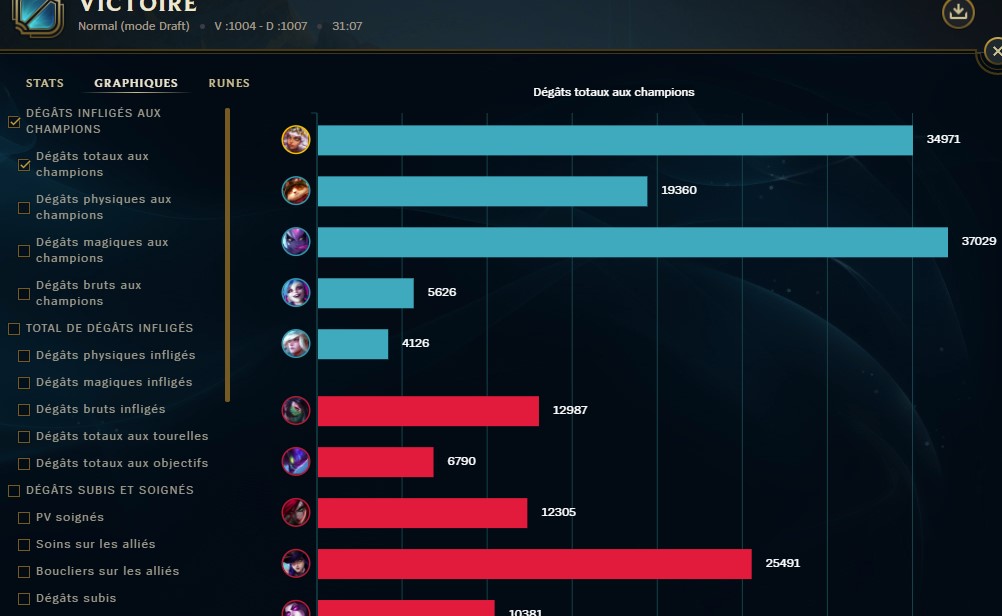 VICTOIRE
Normal (mode Draft) • V :1004 - D :1007 • 31:07
STATS GRAPHIQUES RUNES
DÉGÂTS INFLIGÉS AUX
CHAMPIONS
Dégâts totaux aux
champions
Dégâts physiques aux
champions
Dégâts magiques aux
champions
Dégâts bruts aux
champions
TOTAL DE DÉGÂTS INFLIGÉS
Dégâts physiques infligés
Dégâts magiques infligés
Dégâts bruts infligés
Dégâts totaux aux tourelles
Dégâts totaux aux objectifs
DÉGÂTS SUBIS ET SOIGNÉS
PV soignés
Soins sur les alliés
Boucliers sur les alliés
Dégâts subis
Dégâts totaux aux champions
34971
19360
37029
5626
4126
12987
6790
12305
25491
10381